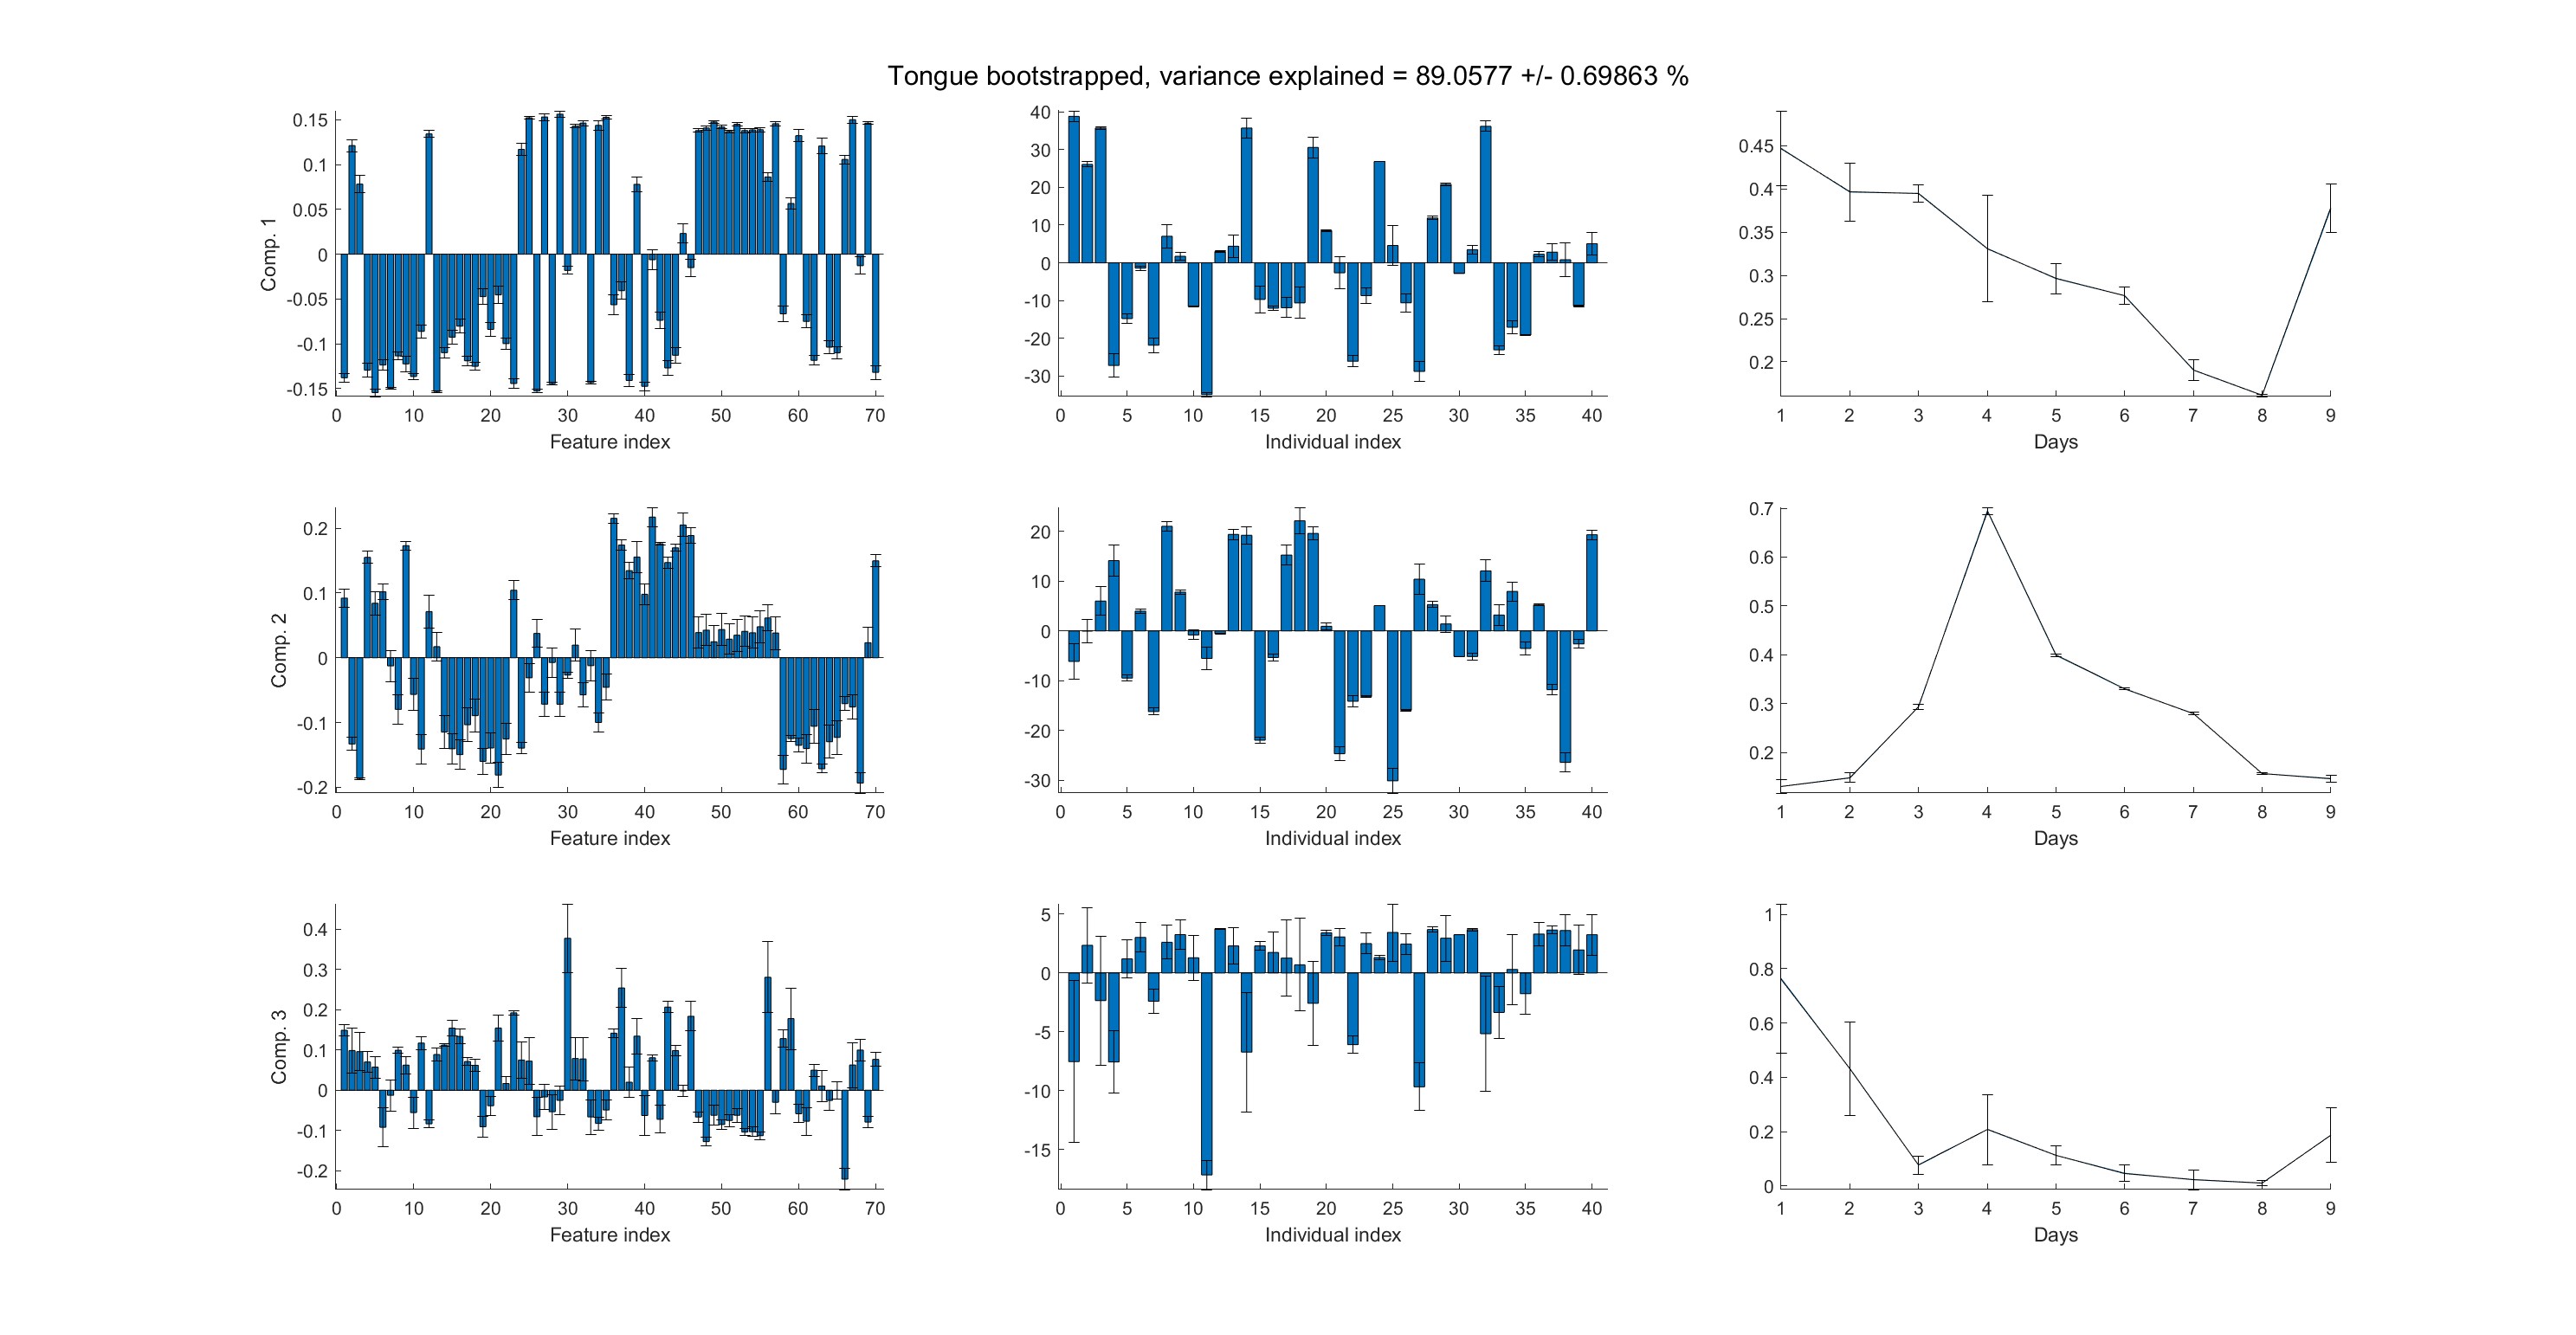 Tongue bootstrapped, variance explained = 89.0577 +/- 0.69863 %
Comp. 1
0.15
0.1
0.05
0
-0.05
-0.1
-0.15
0 10 20 30 40 50 60 70
Feature index
40
30
20
10
0
-10
-20
-30
0 5 10 15 20 25 30 35 40
Individual index
0.45
0.4
0.35
0.3
0.25
0.2
1 2 3 4 5 6 7 8 9
Days
Comp. 2
0.2
0.1
0
-0.1
-0.2
0 10 20 30 40 50 60 70
Feature index
20
10
0
-10
-20
-30
0 5 10 15 20 25 30 35 40
Individual index
0.7
0.6
0.5
0.4
0.3
0.2
1 2 3 4 5 6 7 8 9
Days
Comp. 3
0.4
0.3
0.2
0.1
0
-0.1
-0.2
0 10 20 30 40 50 60 70
Feature index
5
0
-5
-10
-15
0 5 10 15 20 25 30 35 40
Individual index
1
0.8
0.6
0.4
0.2
0
1 2 3 4 5 6 7 8 9
Days